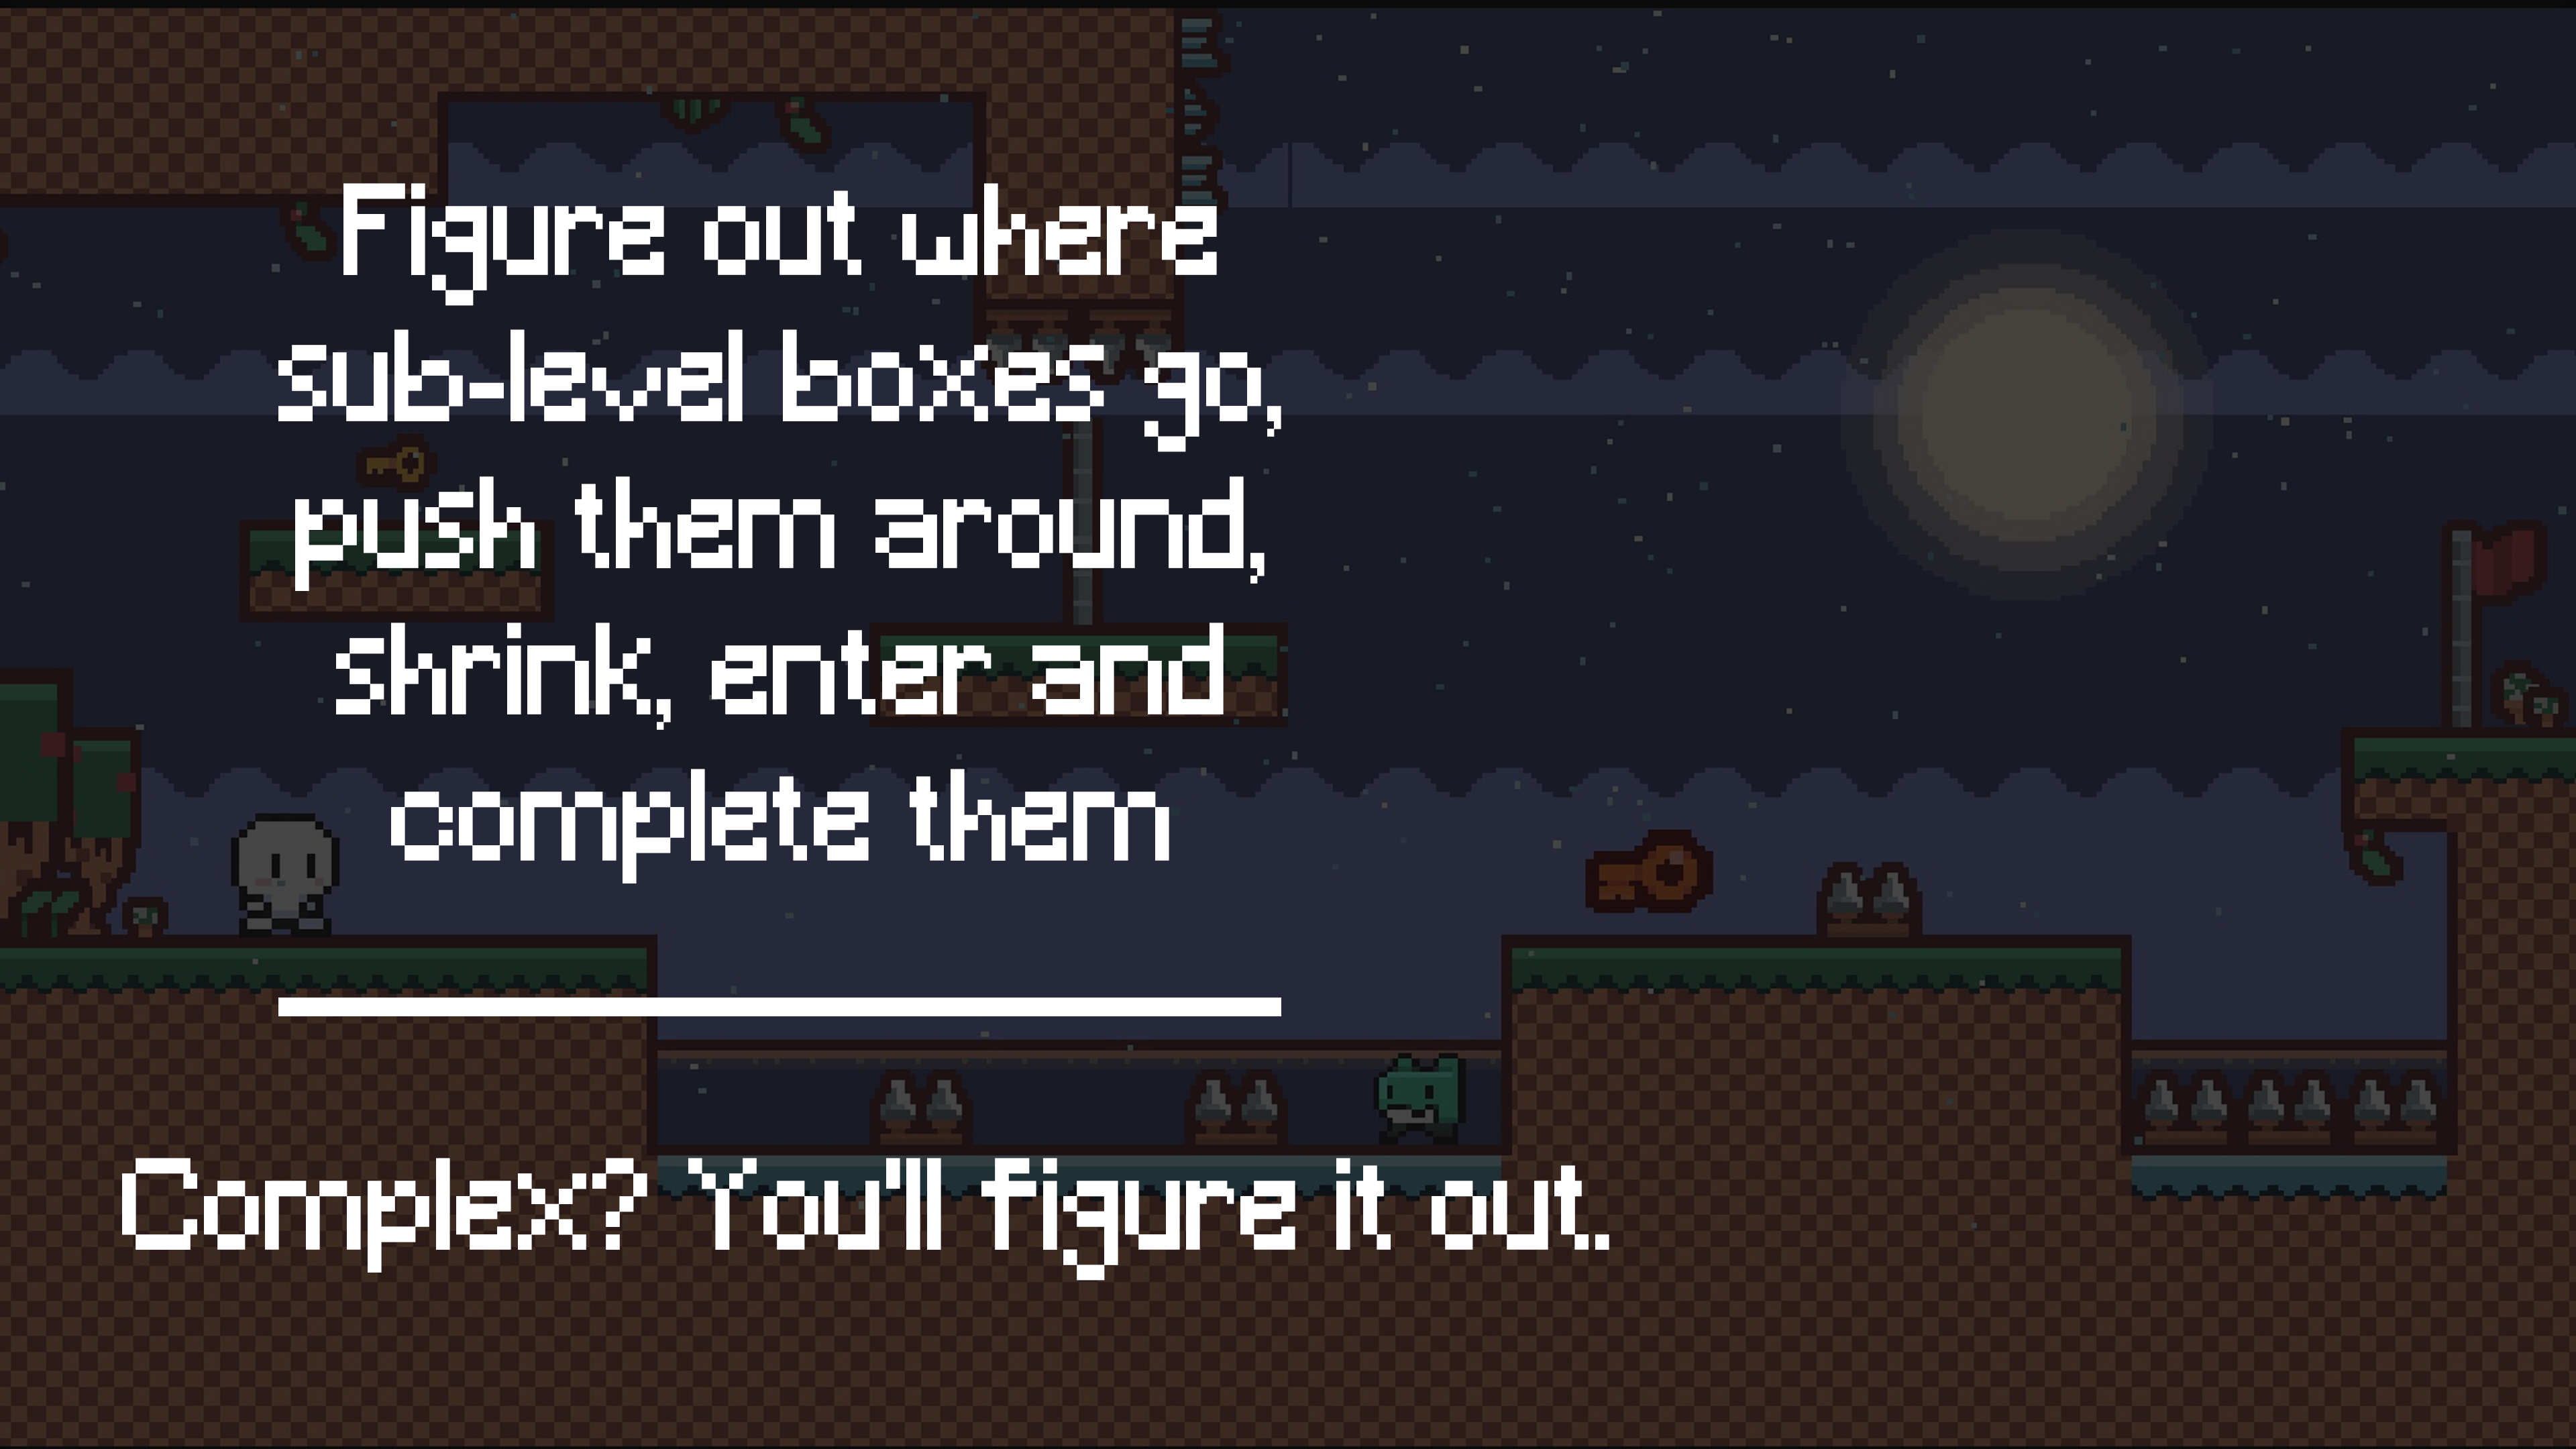 Figure out where
sub-level boxes go,
push them around,
shrink, enter and
complete them
Complex? You'll figure it out.